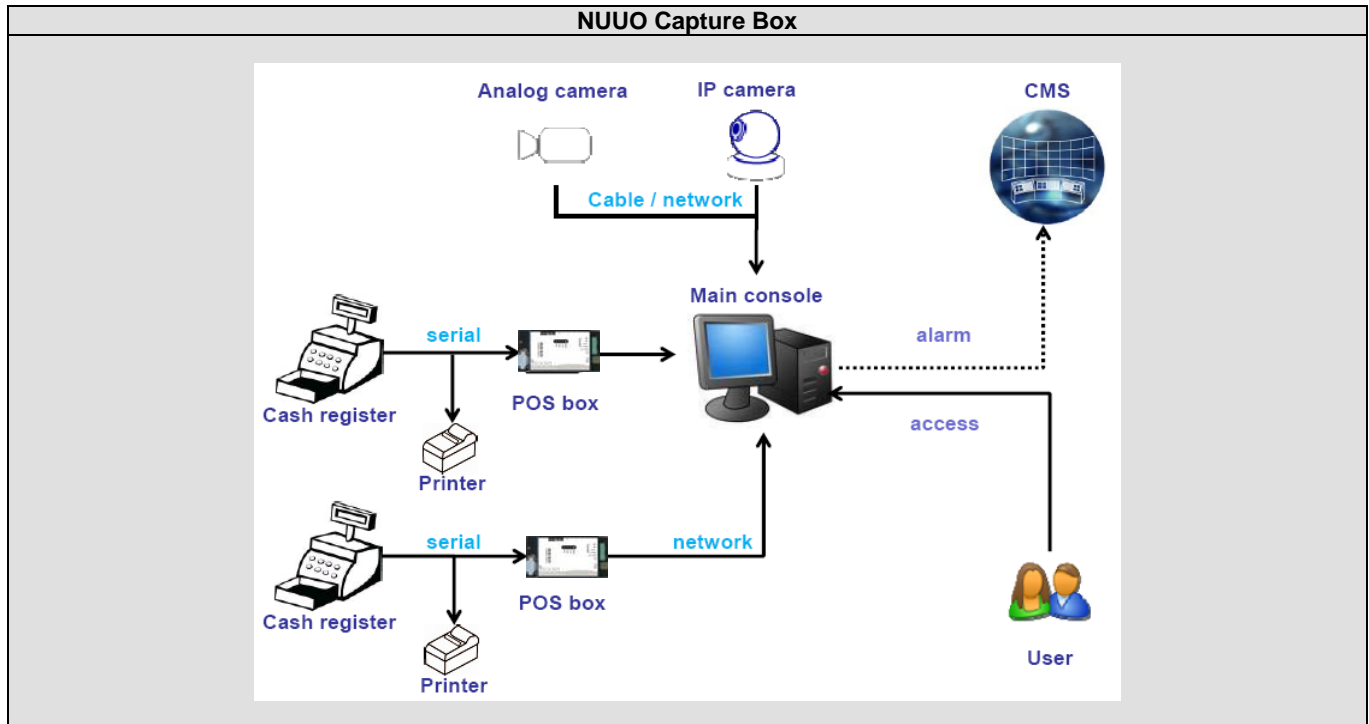 NUUO Capture Box
Analog camera
IP camera
CMS
Cable / network
Main console
serial
alarm
Cash register
POS box
access
Printer
serial
network
Cash register
POS box
Printer
User